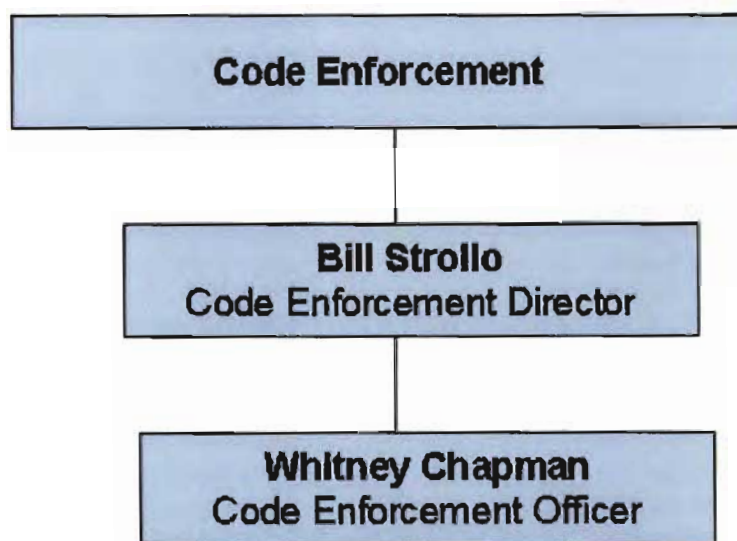 Code Enforcement
Bill Strollo
Code Enforcement Director
Whitney Chapman
Code Enforcement Officer